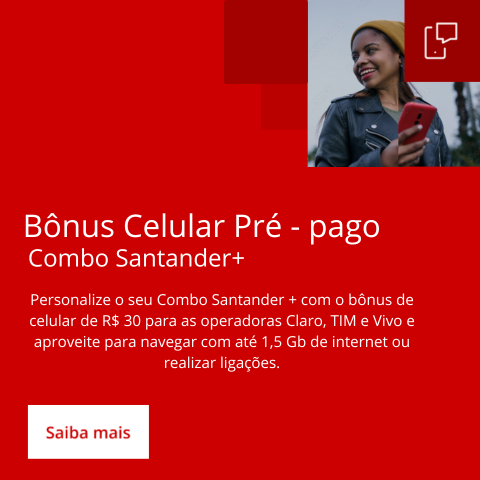 Bônus Celular Pré - pago
Combo Santander+
Personalize o seu Combo Santander + com o bônus de
celular de R$ 30 para as operadoras Claro, TIM e Vivo e
aproveite para navegar com até 1,5 Gb de internet ou
realizar ligações.
Saiba mais